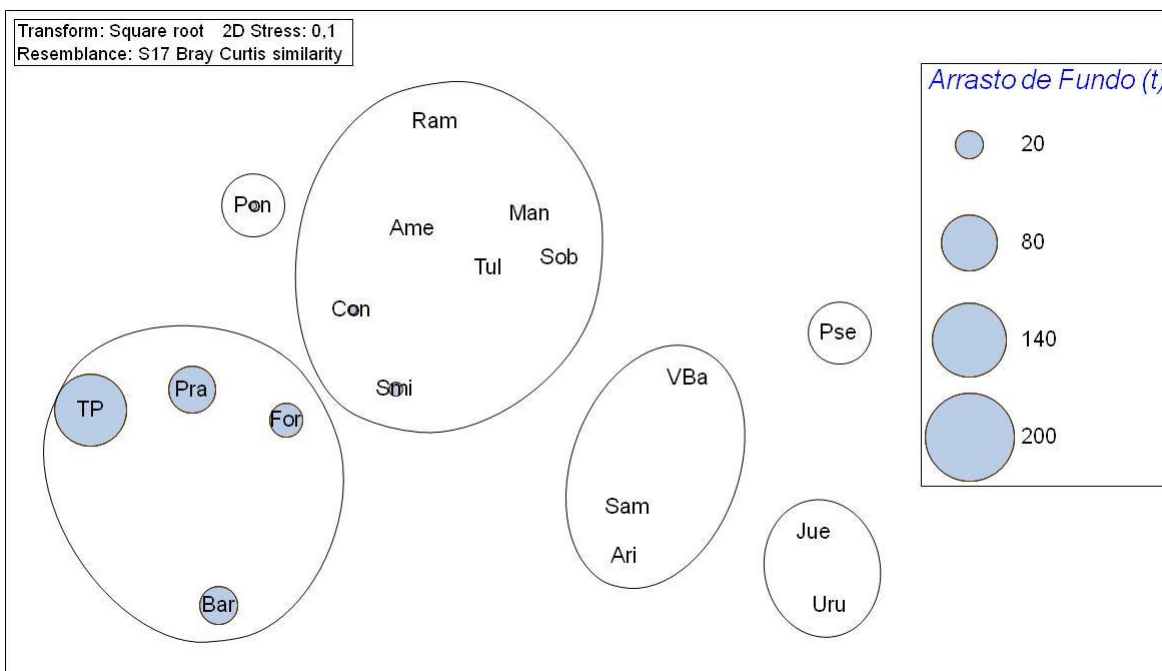 Transform: Square root 2D Stress: 0,1
Resemblance: S17 Bray Curtis similarity
Arrasto de Fundo (t)
20
80
140
200
Ram
Pon
Man
Ame
Sob
Tul
Con
Pse
VBa
Smi
Pra
TP
For
Sam
Jue
Ari
Bar
Uru